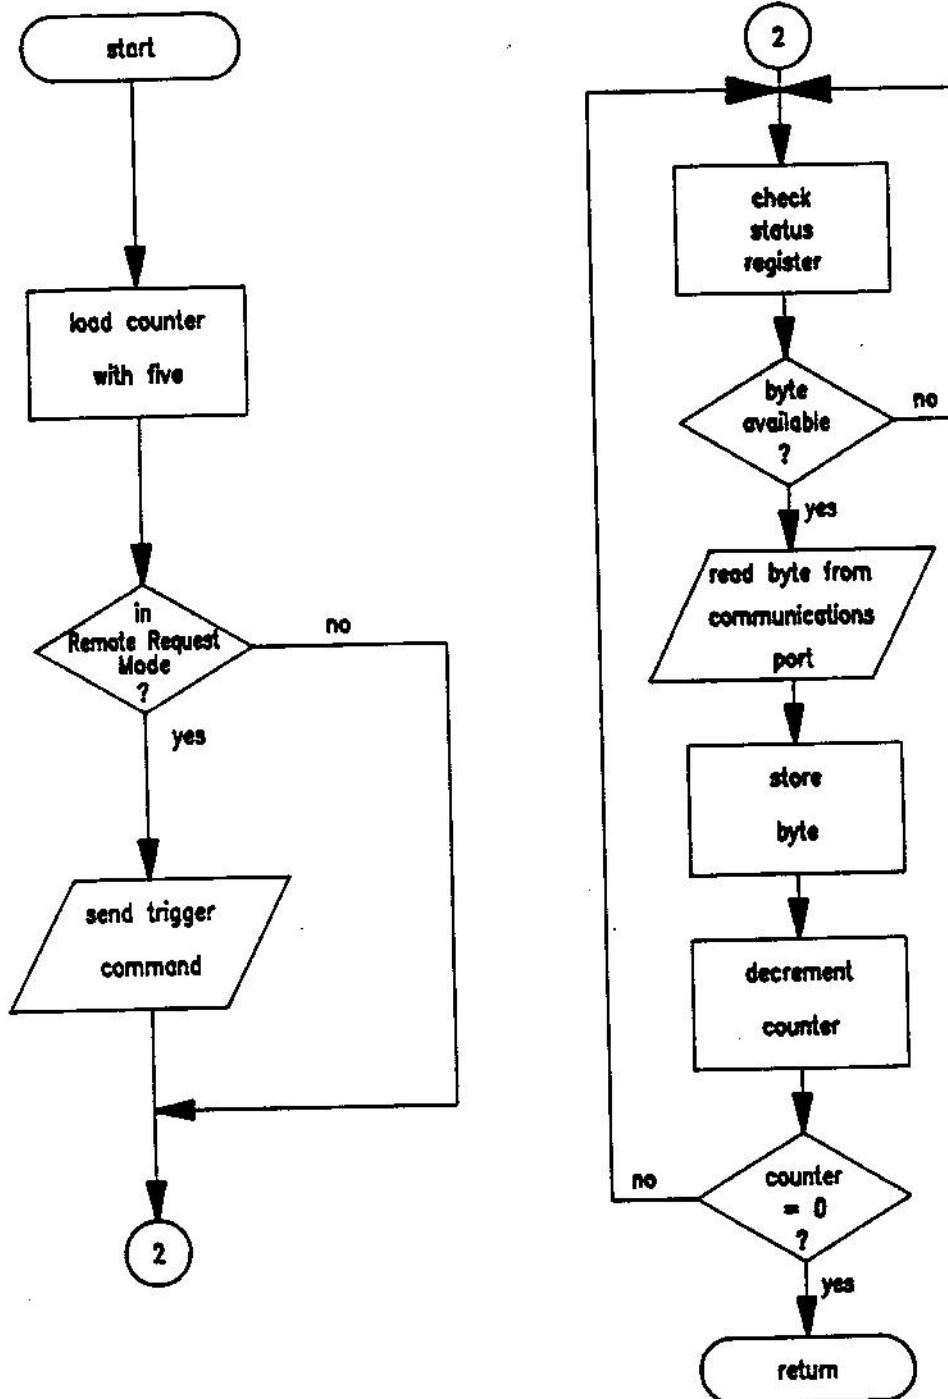 start
load counter
with five
in
Remote Request
Mode
?
no
yes
send trigger
command
2
2
check
status
register
byte
available
?
no
yes
read byte from
communications
port
store
byte
decrement
counter
counter
= 0
?
no
yes
return